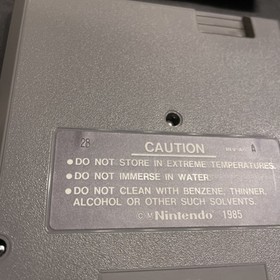 28
CAUTION
A
• DO NOT STORE IN EXTREME TEMPERATURES.
• DO NOT IMMERSE IN WATER.
• DO NOT CLEAN WITH BENZENE, THINNER,
ALCOHOL OR OTHER SUCH SOLVENTS.
Nintendo 1985